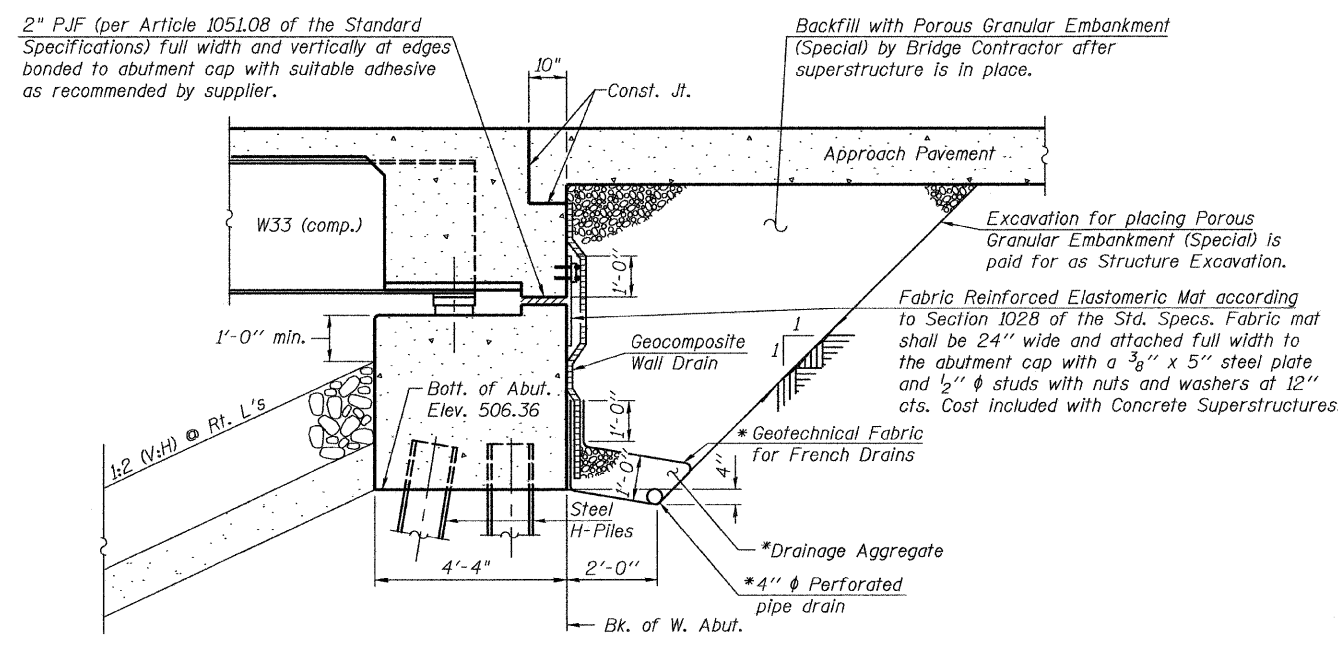 2" PJF (per Article 1051.08 of the Standard
Specifications) full width and vertically at edges
bonded to abutment cap with suitable adhesive
as recommended by supplier.
10"
Const. Jt.
Backfill with Porous Granular Embankment
(Special) by Bridge Contractor after
superstructure is in place.
Approach Pavement
W33 (comp.)
Excavation for placing Porous
Granular Embankment (Special) is
paid for as Structure Excavation.
1'-0"
Fabric Reinforced Elastomeric Mat according
to Section 1028 of the Std. Specs. Fabric mat
shall be 24" wide and attached full width to
the abutment cap with a 3/8" x 5" steel plate
and 1/2" ϕ studs with nuts and washers at 12"
cts. Cost included with Concrete Superstructures.
1'-0" min.
1
1
Geocomposite
Wall Drain
Bott. of Abut.
Elev. 506.36
1'-0"
1:2 (V:H) @ Rt. L's
* Geotechnical Fabric
for French Drains
1'-0"
4"
Steel
H-Piles
*Drainage Aggregate
4'-4"
2'-0"
*4" ϕ Perforated
pipe drain
Bk. of W. Abut.